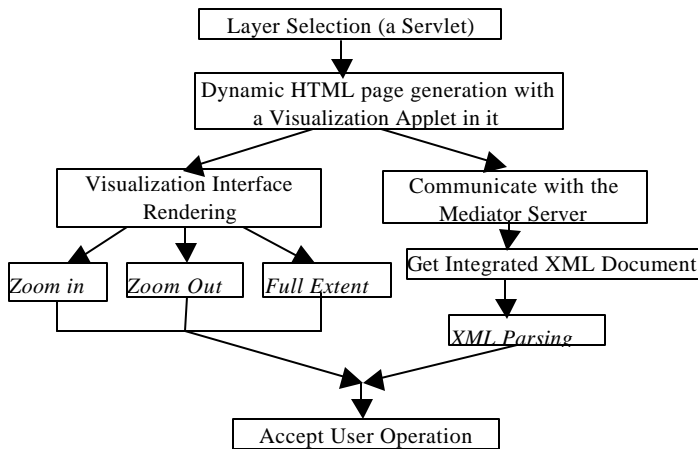 Layer Selection (a Servlet)
Dynamic HTML page generation with
a Visualization Applet in it
Visualization Interface
Rendering
Communicate with the
Mediator Server
Zoom in
Zoom Out
Full Extent
Get Integrated XML Document
XML Parsing
Accept User Operation